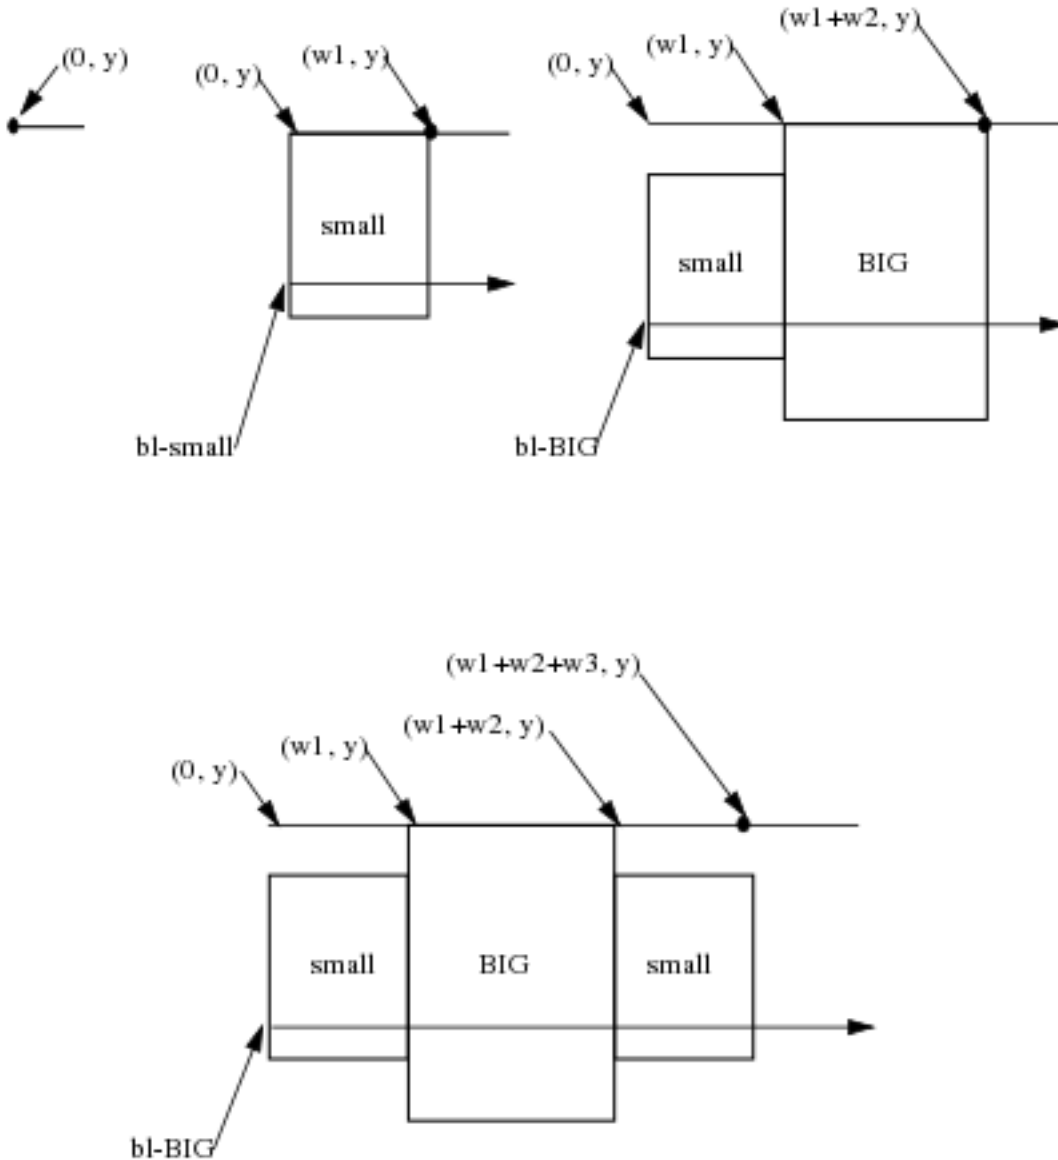 (0, y)
(0, y)
(w1, y)
small
bl-small
(0, y)
(w1, y)
(w1+w2, y)
small
BIG
bl-BIG
(w1+w2+w3, y)
(w1+w2, y)
(w1, y)
(0, y)
small
BIG
small
bl-BIG